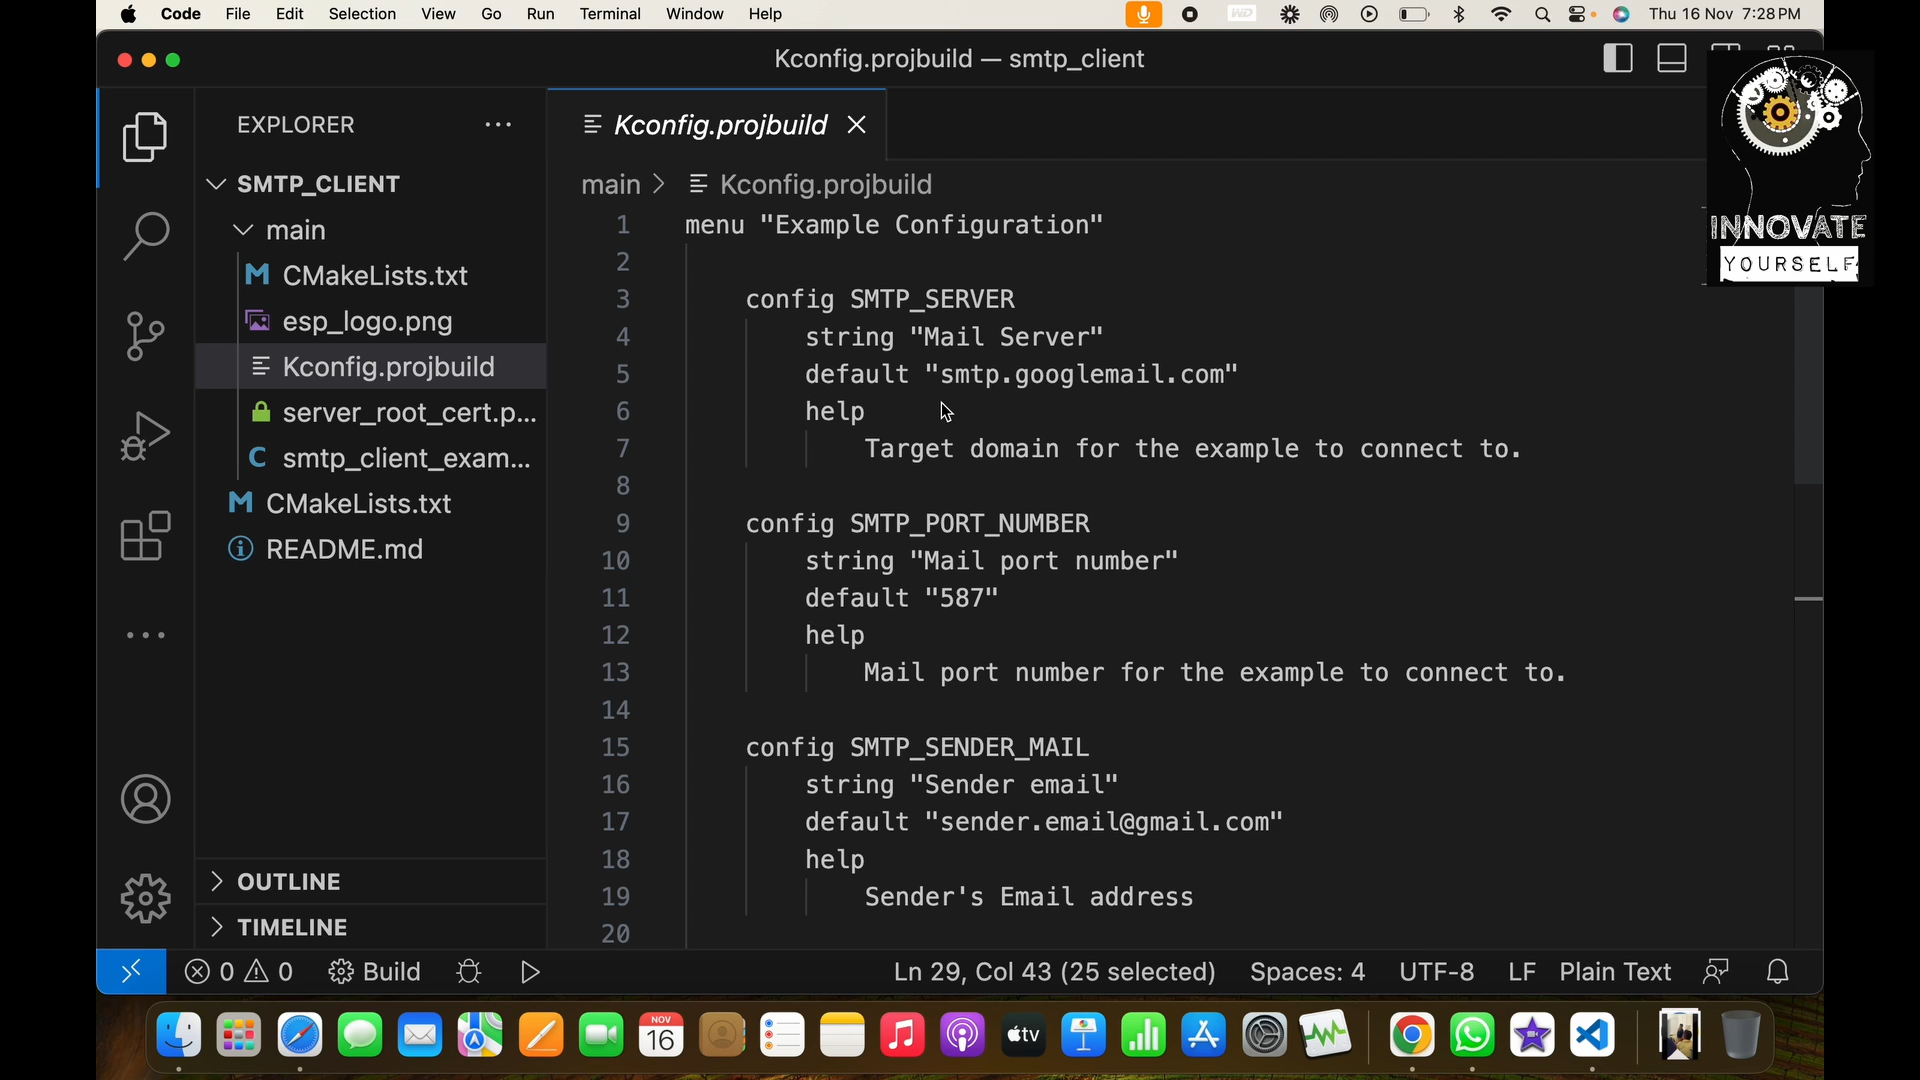 Code File Edit Selection View Go Run Terminal Window Help
WD
Thu 16 Nov 7:28 PM
Kconfig.projbuild — smtp_client
INNOVATE
YOURSELF
EXPLORER
SMTP_CLIENT
main
CMakeLists.txt
esp_logo.png
Kconfig.projbuild
server_root_cert.p...
smtp_client_exam...
CMakeLists.txt
README.md
OUTLINE
TIMELINE
Kconfig.projbuild
main > Kconfig.projbuild
1 menu "Example Configuration"
2
3 config SMTP_SERVER
4 string "Mail Server"
5 default "smtp.googlemail.com"
6 help
7 Target domain for the example to connect to.
8
9 config SMTP_PORT_NUMBER
10 string "Mail port number"
11 default "587"
12 help
13 Mail port number for the example to connect to.
14
15 config SMTP_SENDER_MAIL
16 string "Sender email"
17 default "sender.email@gmail.com"
18 help
19 Sender's Email address
20
0 0 Build Ln 29, Col 43 (25 selected) Spaces: 4 UTF-8 LF Plain Text
NOV
16
tv